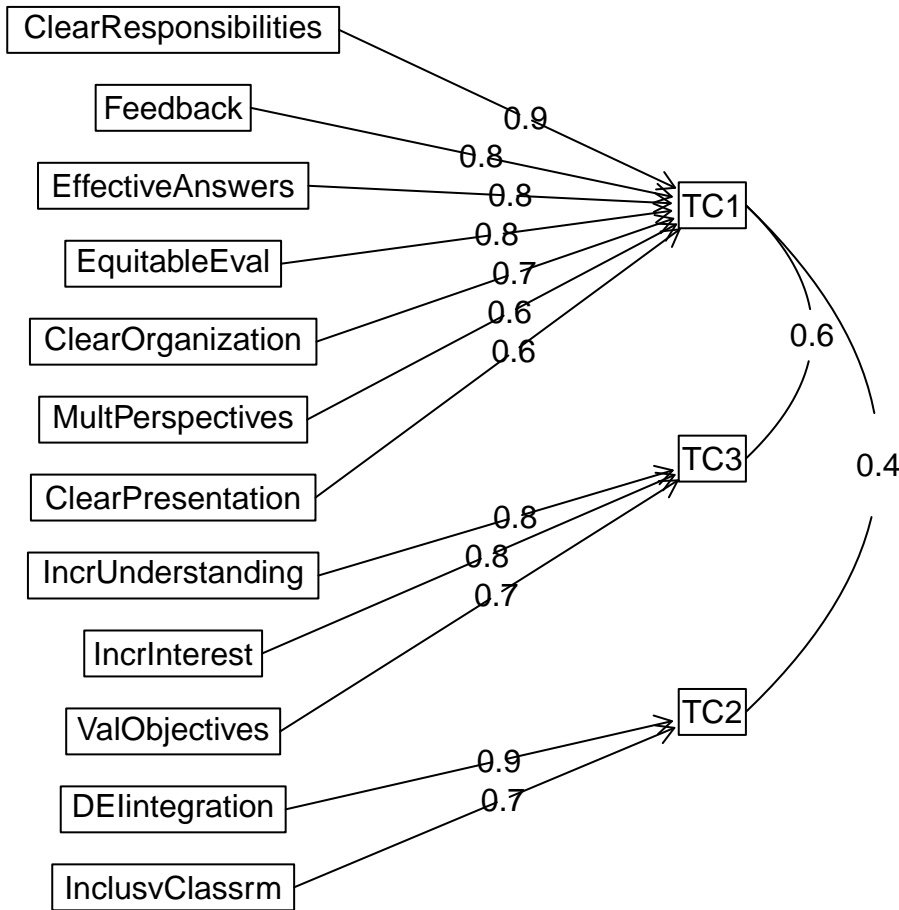 ClearResponsibilities
Feedback
EffectiveAnswers
EquitableEval
ClearOrganization
MultPerspectives
ClearPresentation
IncrUnderstanding
IncrInterest
ValObjectives
DEIintegration
InclusvClassrm
0.9
0.8
0.8
0.8
0.7
0.6
0.6
0.8
0.8
0.7
0.9
0.7
TC1
TC3
TC2
0.6
0.4